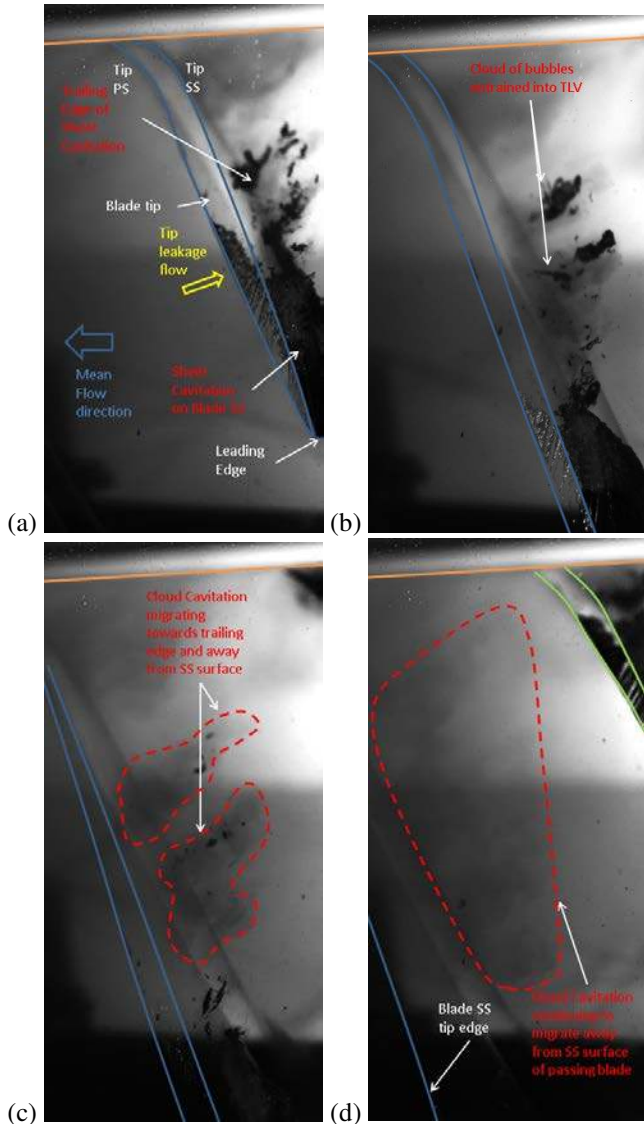 Tip
PS
Tip
SS
Trailing
Edge of
Sheet
Cavitation
Blade tip
Tip
leakage
flow
Mean
Flow
direction
Sheet
Cavitation
on Blade SS
Leading
Edge
(a)
Cloud of bubbles
entrained into TLV
(b)
Cloud Cavitation
migrating
towards trailing
edge and away
from SS surface
(c)
Blade SS
tip edge
Cloud Cavitation
migrate away
from SS surface
of passing blade
(d)